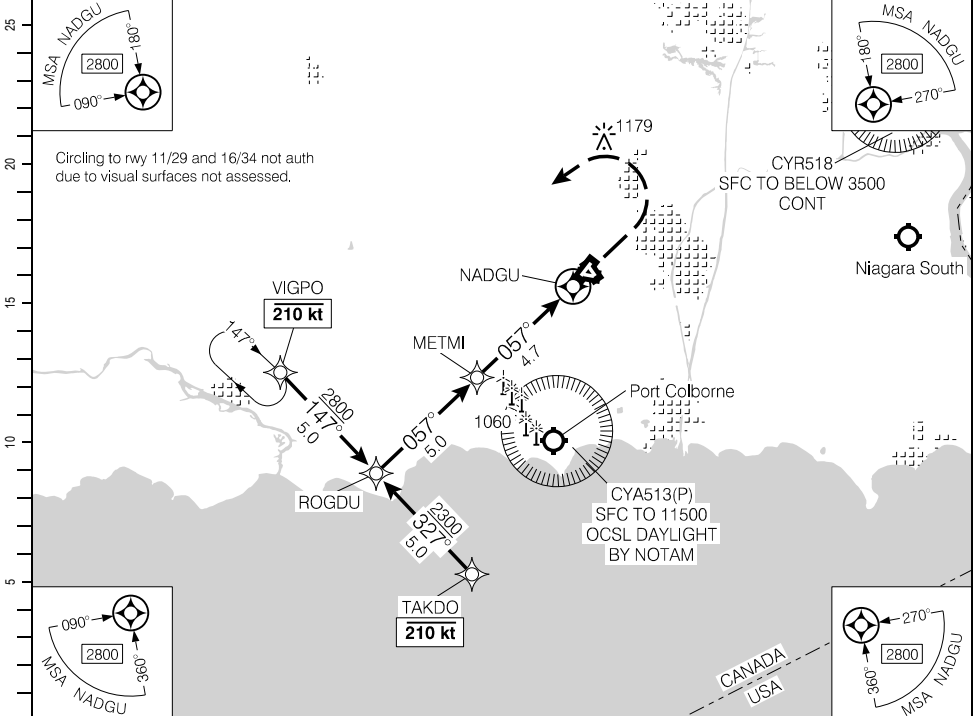 MSA NADGU
2800
180°
090°
MSA NADGU
2800
180°
270°
25
20
15
10
5
Circling to rwy 11/29 and 16/34 not auth
due to visual surfaces not assessed.
1179
CYR518
SFC TO BELOW 3500
CONT
Niagara South
NADGU
VIGPO
210 kt
147°
METMI
057°
4.7
2800
147°
5.0
057°
5.0
1060
Port Colborne
ROGDU
CYA513(P)
SFC TO 11500
OCSL DAYLIGHT
BY NOTAM
2300
327°
5.0
TAKDO
210 kt
090°
2800
360°
MSA NADGU
CANADA
USA
270°
2800
360°
MSA NADGU